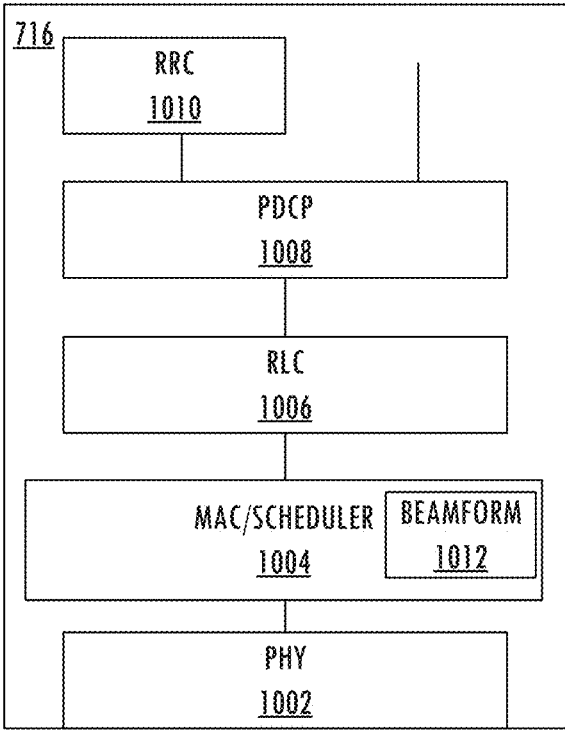 716
RRC
1010
PDCP
1008
RLC
1006
MAC/SCHEDULER
1004
BEAMFORM
1012
PHY
1002